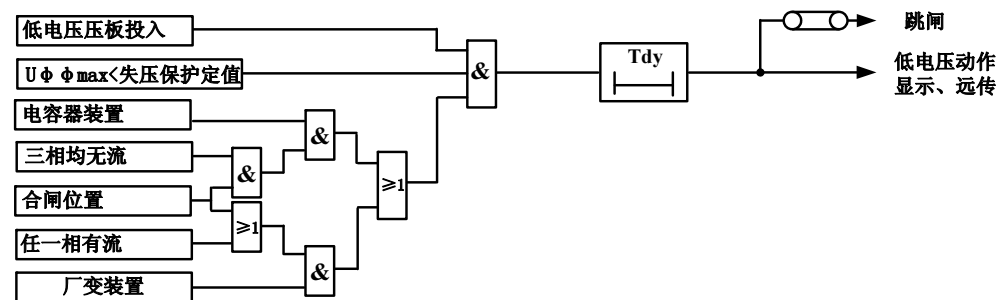 低电压压板投入
UΦΦmax<失压保护定值
电容器装置
三相均无流
合闸位置
任一相有流
厂变装置
&
≥1
&
&
≥1
&
Tdy
跳闸
低电压动作
显示、远传